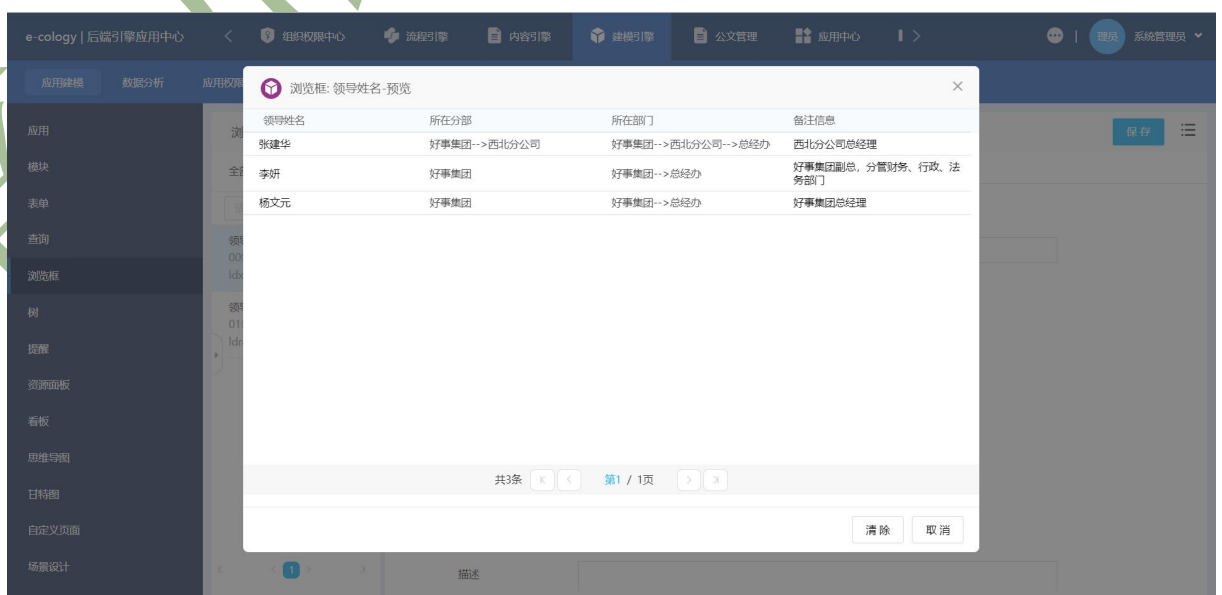 e-cology | 后端引擎应用中心
组织权限中心
流程引擎
内容引擎
建模引擎
公文管理
应用中心
理员
系统管理员
应用建模
数据分析
应用权限
浏览框: 领导姓名-预览
保存
领导姓名 所在分部 所在部门 备注信息
张建华 好事集团-->西北分公司 好事集团-->西北分公司-->总经办 西北分公司总经理
李妍 好事集团 好事集团-->总经办 好事集团副总，分管财务、行政、法
务部门
杨文元 好事集团 好事集团-->总经办 好事集团总经理
应用
模块
表单
查询
浏览框
树
提醒
资源面板
看板
思维导图
甘特图
自定义页面
场景设计
共3条 第1 / 1页
清除 取消
1
描述